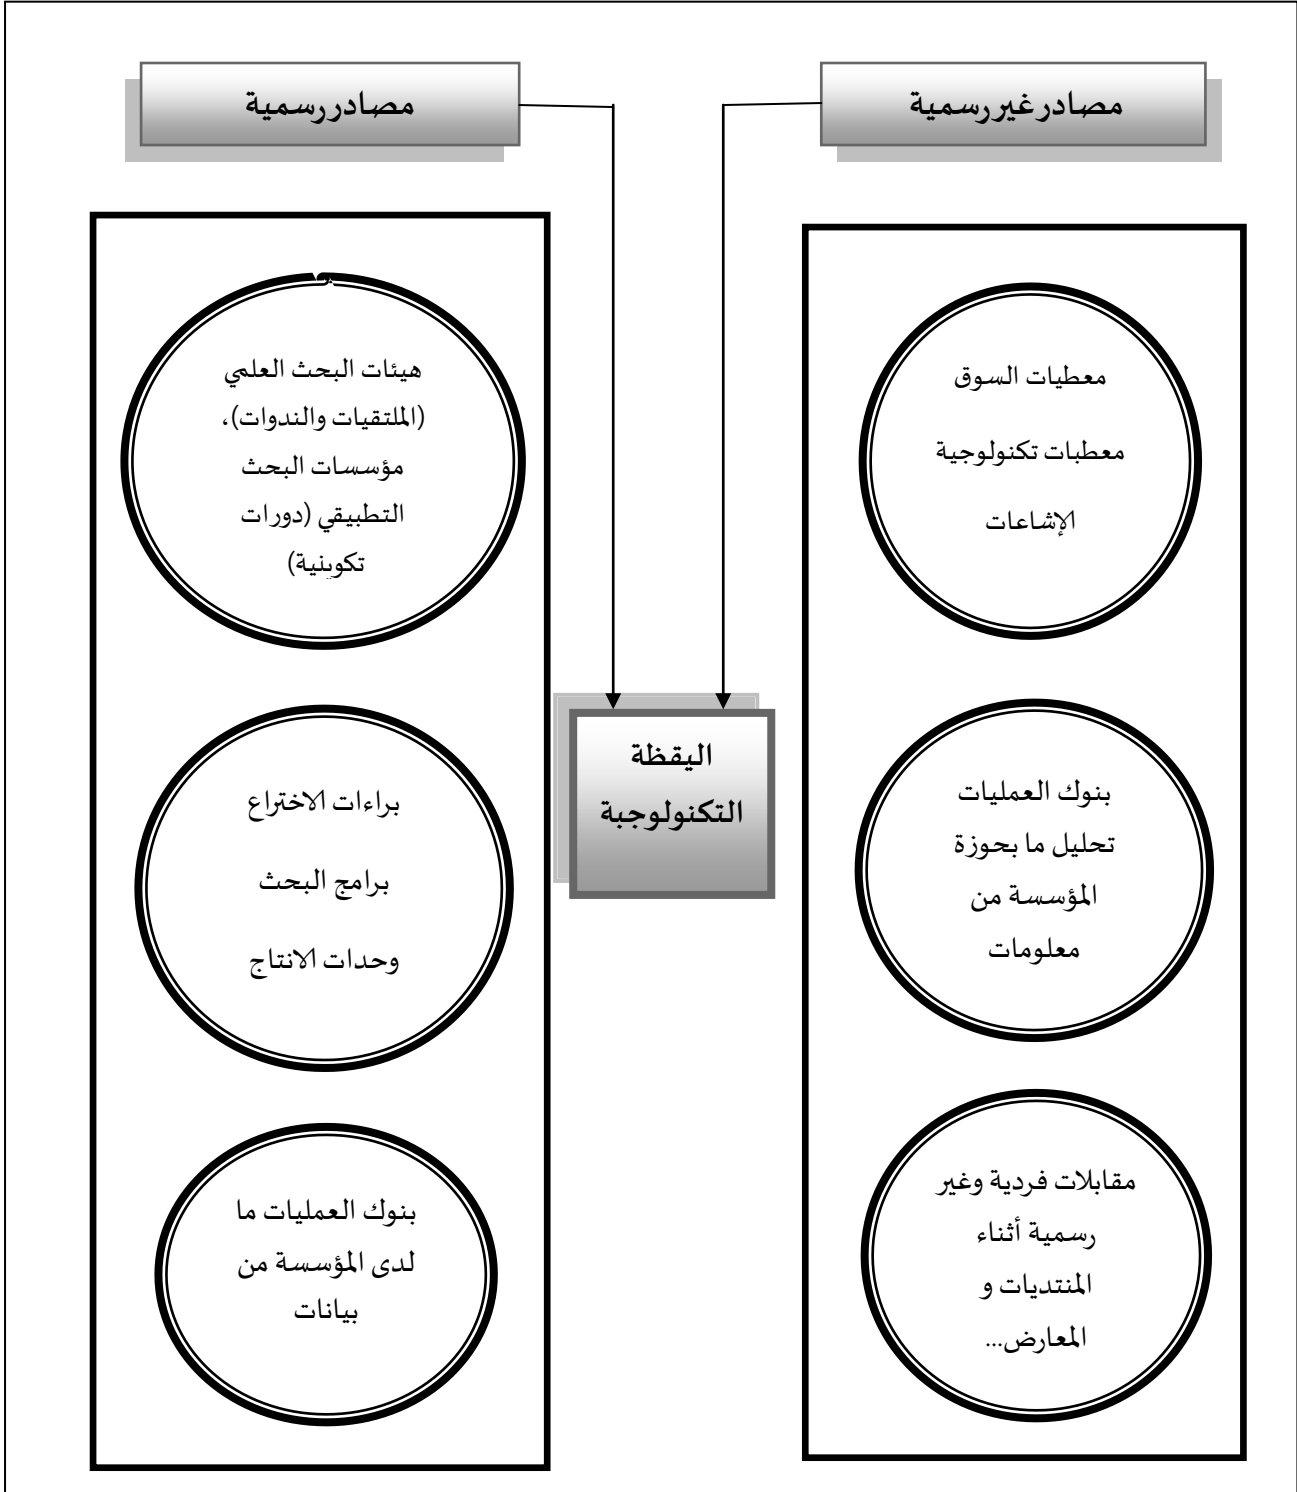 مصادر غير رسمية
مصادر رسمية
معطيات السوق
معطبات تكنولوجية
الإشاعات
بنوك العمليات
تحليل ما بحوزة
المؤسسة من
معلومات
مقابلات فردية وغير
رسمية أثناء
المنتديات و
المعارض...
اليقظة
التكنولوجبة
هيئات البحث العلمي
(الملتقيات والندوات)،
مؤسسات البحث
التطبيقي (دورات
تكوينية)
براءات الاختراع
برامج البحث
وحدات الانتاج
بنوك العمليات ما
لدى المؤسسة من
بيانات